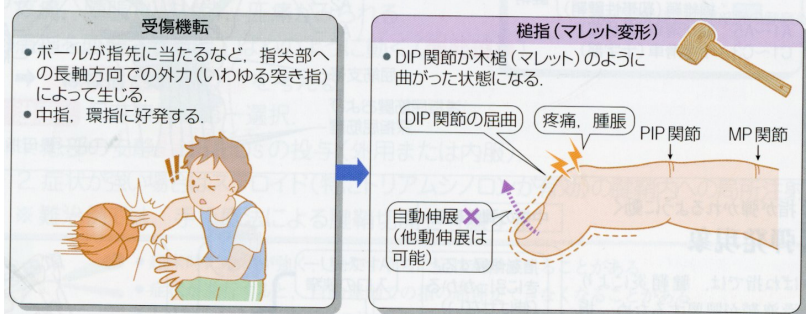 受傷機転
●ボールが指先に当たるなど,指尖部へ
の長軸方向での外力(いわゆる突き指)
によって生じる.
●中指,環指に好発する.
!!
槌指(マレット変形)
●DIP関節が木槌(マレット)のように
曲がった状態になる.
DIP関節の屈曲
疼痛,腫脹
PIP関節
MP関節
自動伸展×
(他動伸展は
可能)